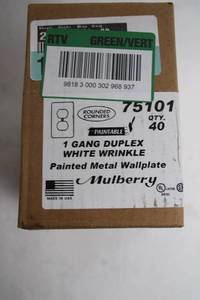 RTV GREEN/VERT
9818 3 000 302 968 937
75101
ROUNDED
CORNERS
QTY.
40
PAINTABLE
1 GANG DUPLEX
WHITE WRINKLE
Painted Metal Wallplate
Mulberry
MADE IN U.S.A.
UL